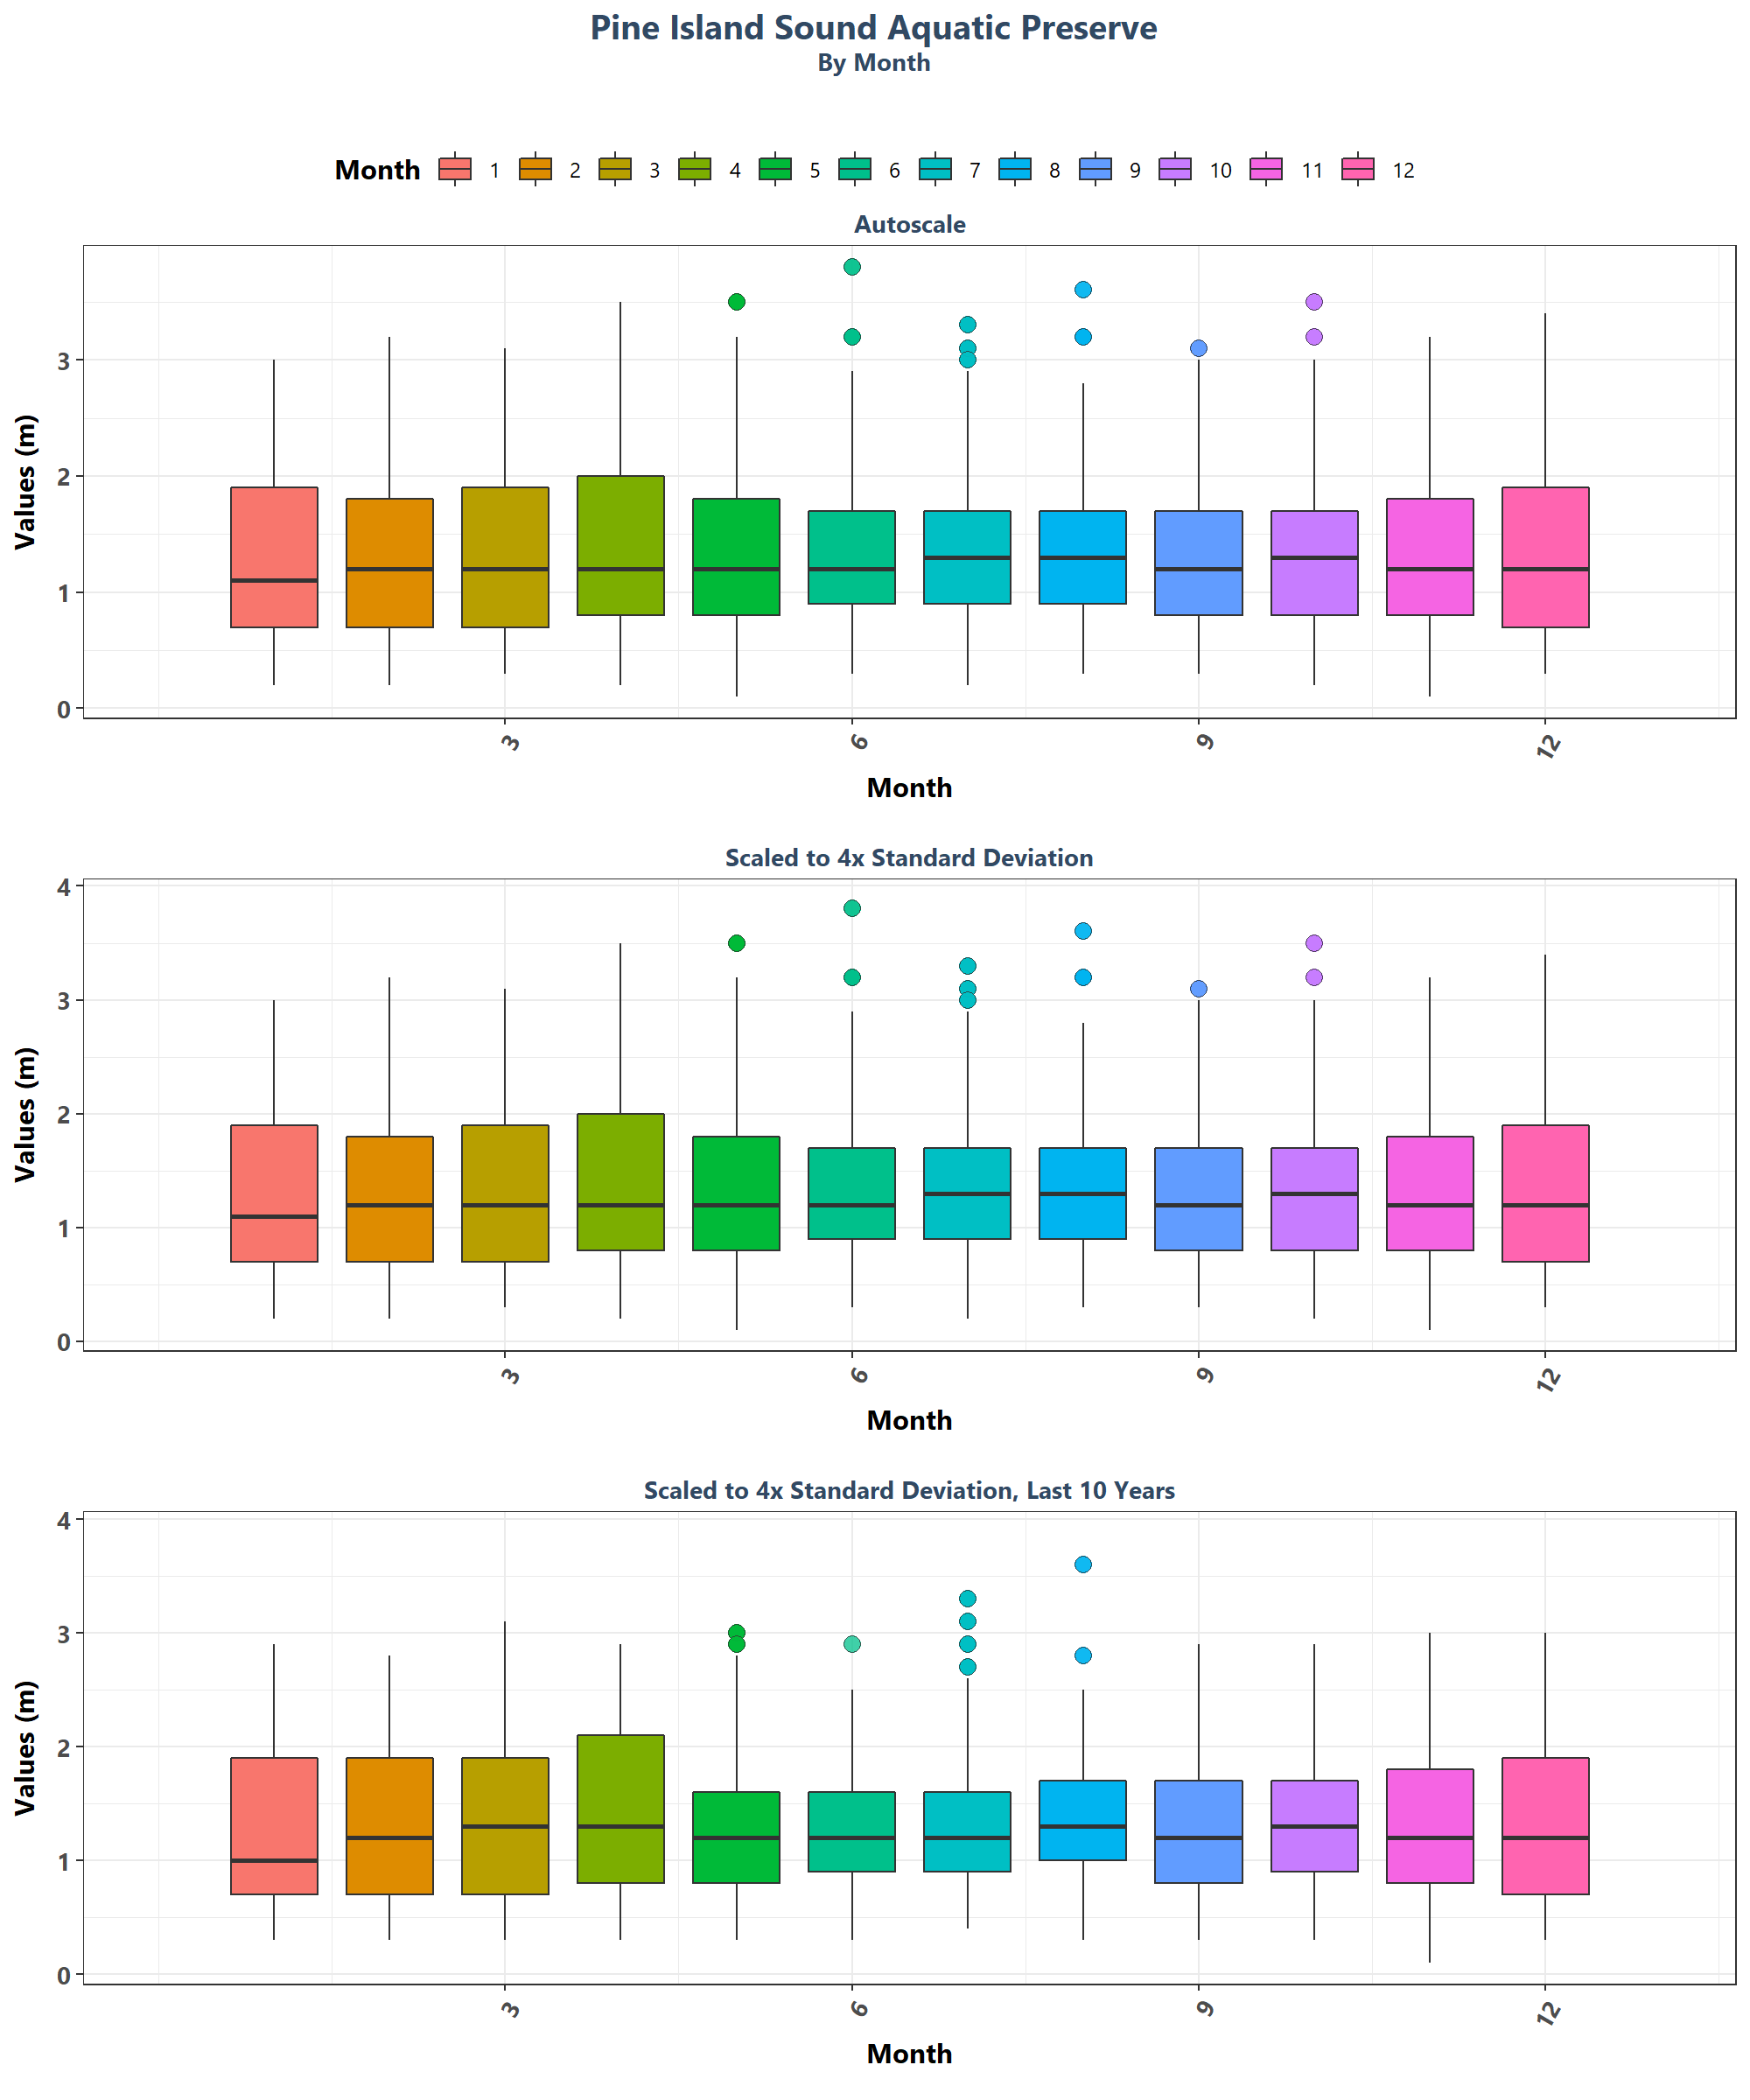 Pine Island Sound Aquatic Preserve
By Month
Month 1 2 3 4 5 6 7 8 9 10 11 12
Autoscale
Values (m)
3
2
1
0
3 6 9 12
Month
Scaled to 4x Standard Deviation
Values (m)
4
3
2
1
0
3 6 9 12
Month
Scaled to 4x Standard Deviation, Last 10 Years
Values (m)
4
3
2
1
0
3 6 9 12
Month